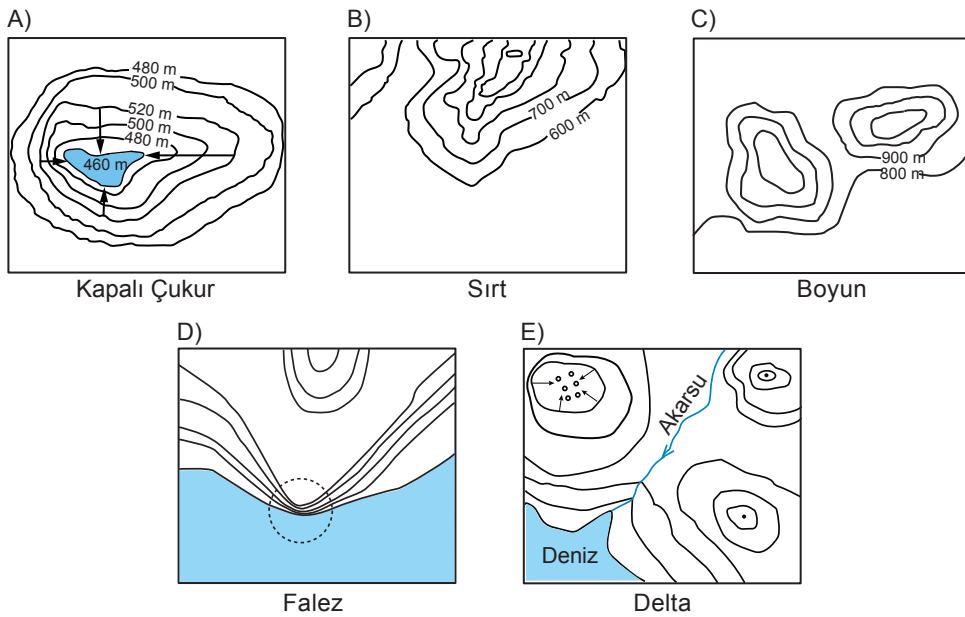 A)
480 m
500 m
520 m
500 m
480 m
460 m
Kapalı Çukur
B)
700 m
600 m
Sırt
C)
900 m
800 m
Boyun
D)
Falez
E)
Akarsu
Deniz
Delta